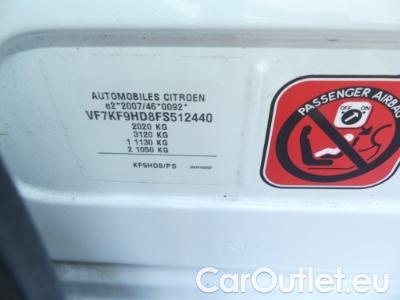 AUTOMOBILES CITROEN
e2*2007/46*0092*
VF7KF9HD8FS512440
2020 KG
3120 KG
1 1130 KG
2 1050 KG
KF9HD8/PS
PASSENGER AIRBAG
OFF
ON
CarOutlet.eu